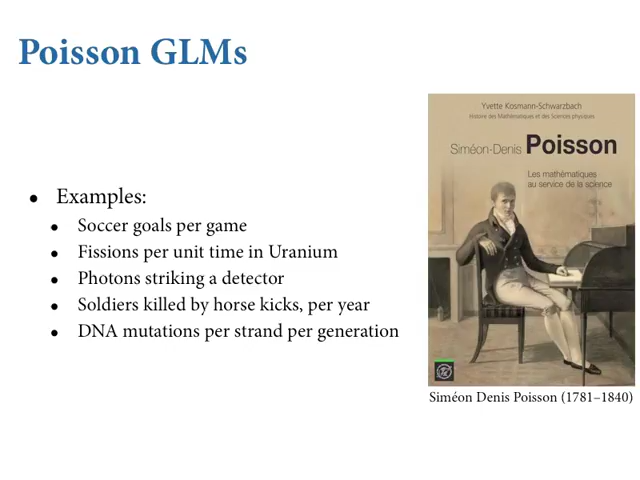 Poisson GLMs
Yvette Kosmann-Schwarzbach
Histoire des Mathématiques et des Sciences physiques
Siméon-Denis Poisson
Les mathématiques
au service de la science
• Examples:
• Soccer goals per game
• Fissions per unit time in Uranium
• Photons striking a detector
• Soldiers killed by horse kicks, per year
• DNA mutations per strand per generation
Siméon Denis Poisson (1781–1840)